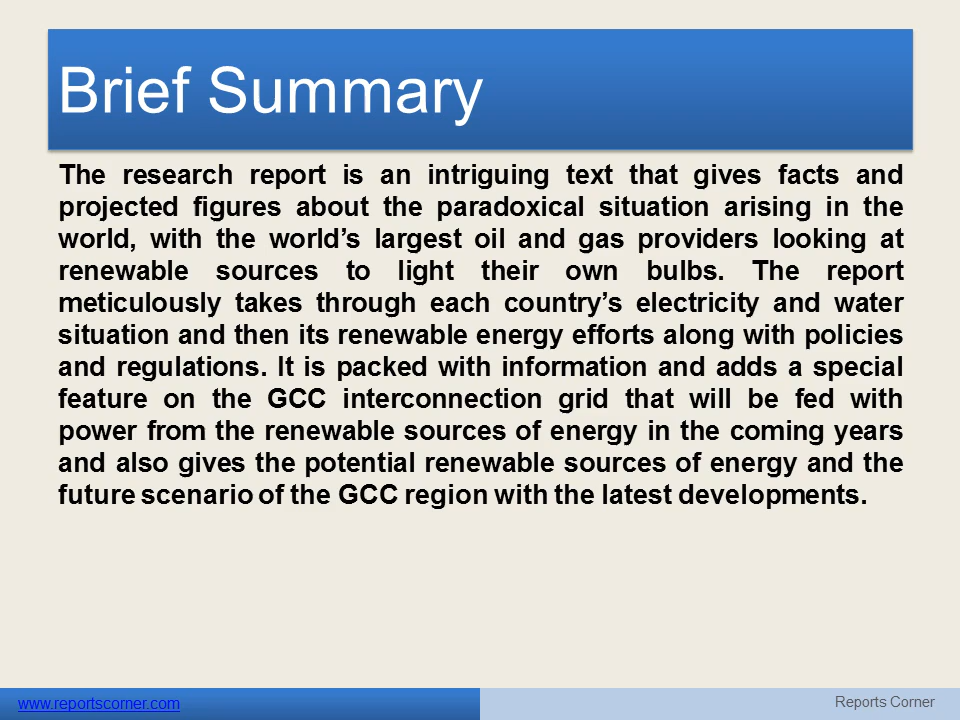 Brief Summary
The research report is an intriguing text that gives facts and
projected figures about the paradoxical situation arising in the
world, with the world’s largest oil and gas providers looking at
renewable sources to light their own bulbs. The report
meticulously takes through each country’s electricity and water
situation and then its renewable energy efforts along with policies
and regulations. It is packed with information and adds a special
feature on the GCC interconnection grid that will be fed with
power from the renewable sources of energy in the coming years
and also gives the potential renewable sources of energy and the
future scenario of the GCC region with the latest developments.
www.reportscorner.com
Reports Corner